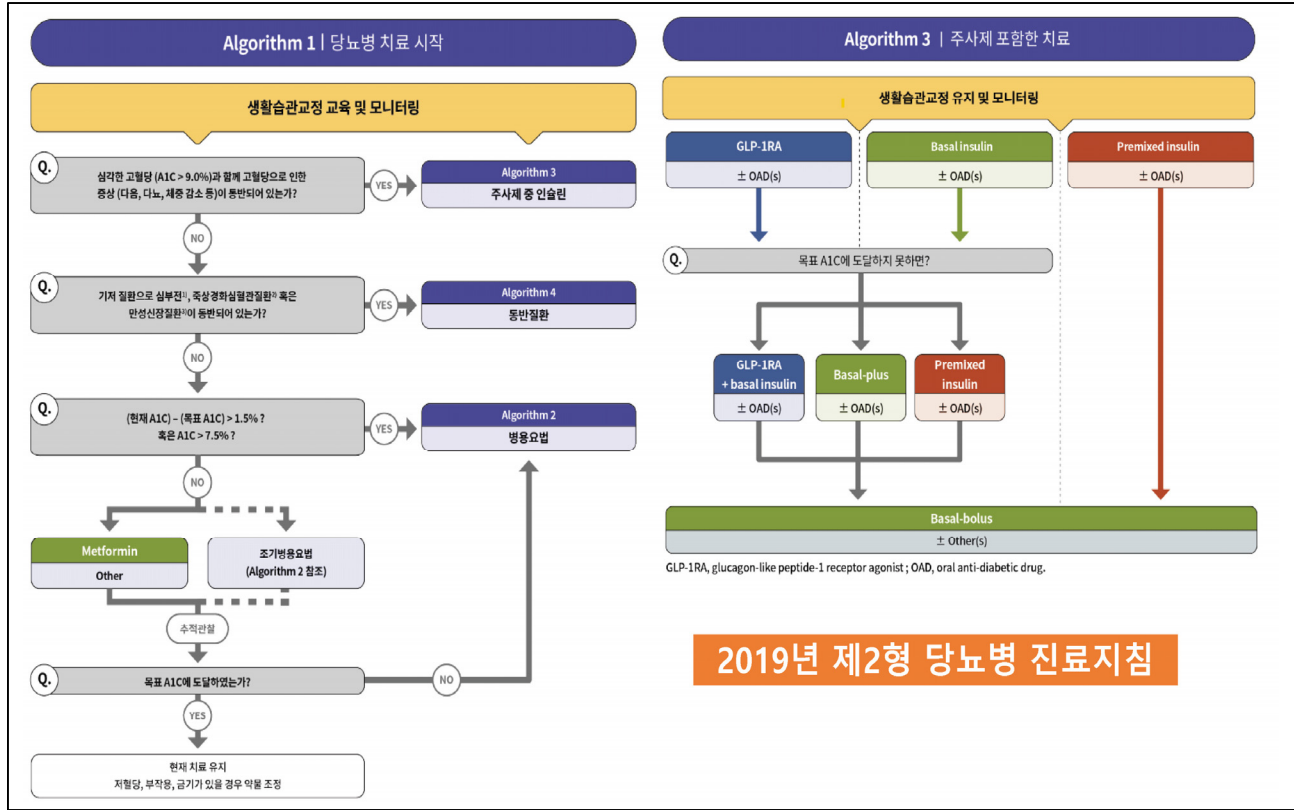 Algorithm 1 | 당뇨병 치료 시작
생활습관교정 교육 및 모니터링
Q.
심각한 고혈당 (A1C > 9.0%)과 함께 고혈당으로 인한
증상 (다음, 다뇨, 체중 감소 등)이 동반되어 있는가?
YES
Algorithm 3
주사제 중 인슐린
NO
Q.
기저 질환으로 심부전1), 죽상경화심혈관질환2) 혹은
만성신장질환3)이 동반되어 있는가?
YES
Algorithm 4
동반질환
NO
Q.
(현재 A1C) – (목표 A1C) > 1.5% ?
혹은 A1C > 7.5% ?
YES
Algorithm 2
병용요법
NO
Metformin
Other
조기병용요법
(Algorithm 2 참조)
추적관찰
Q.
목표 A1C에 도달하였는가?
NO
YES
현재 치료 유지
저혈당, 부작용, 금기가 있을 경우 약물 조정
Algorithm 3 | 주사제 포함한 치료
생활습관교정 유지 및 모니터링
GLP-1RA
± OAD(s)
Basal insulin
± OAD(s)
Premixed insulin
± OAD(s)
Q.
목표 A1C에 도달하지 못하면?
GLP-1RA
+ basal insulin
± OAD(s)
Basal-plus
± OAD(s)
Premixed
insulin
± OAD(s)
Basal-bolus
± Other(s)
GLP-1RA, glucagon-like peptide-1 receptor agonist ; OAD, oral anti-diabetic drug.
2019년 제2형 당뇨병 진료지침